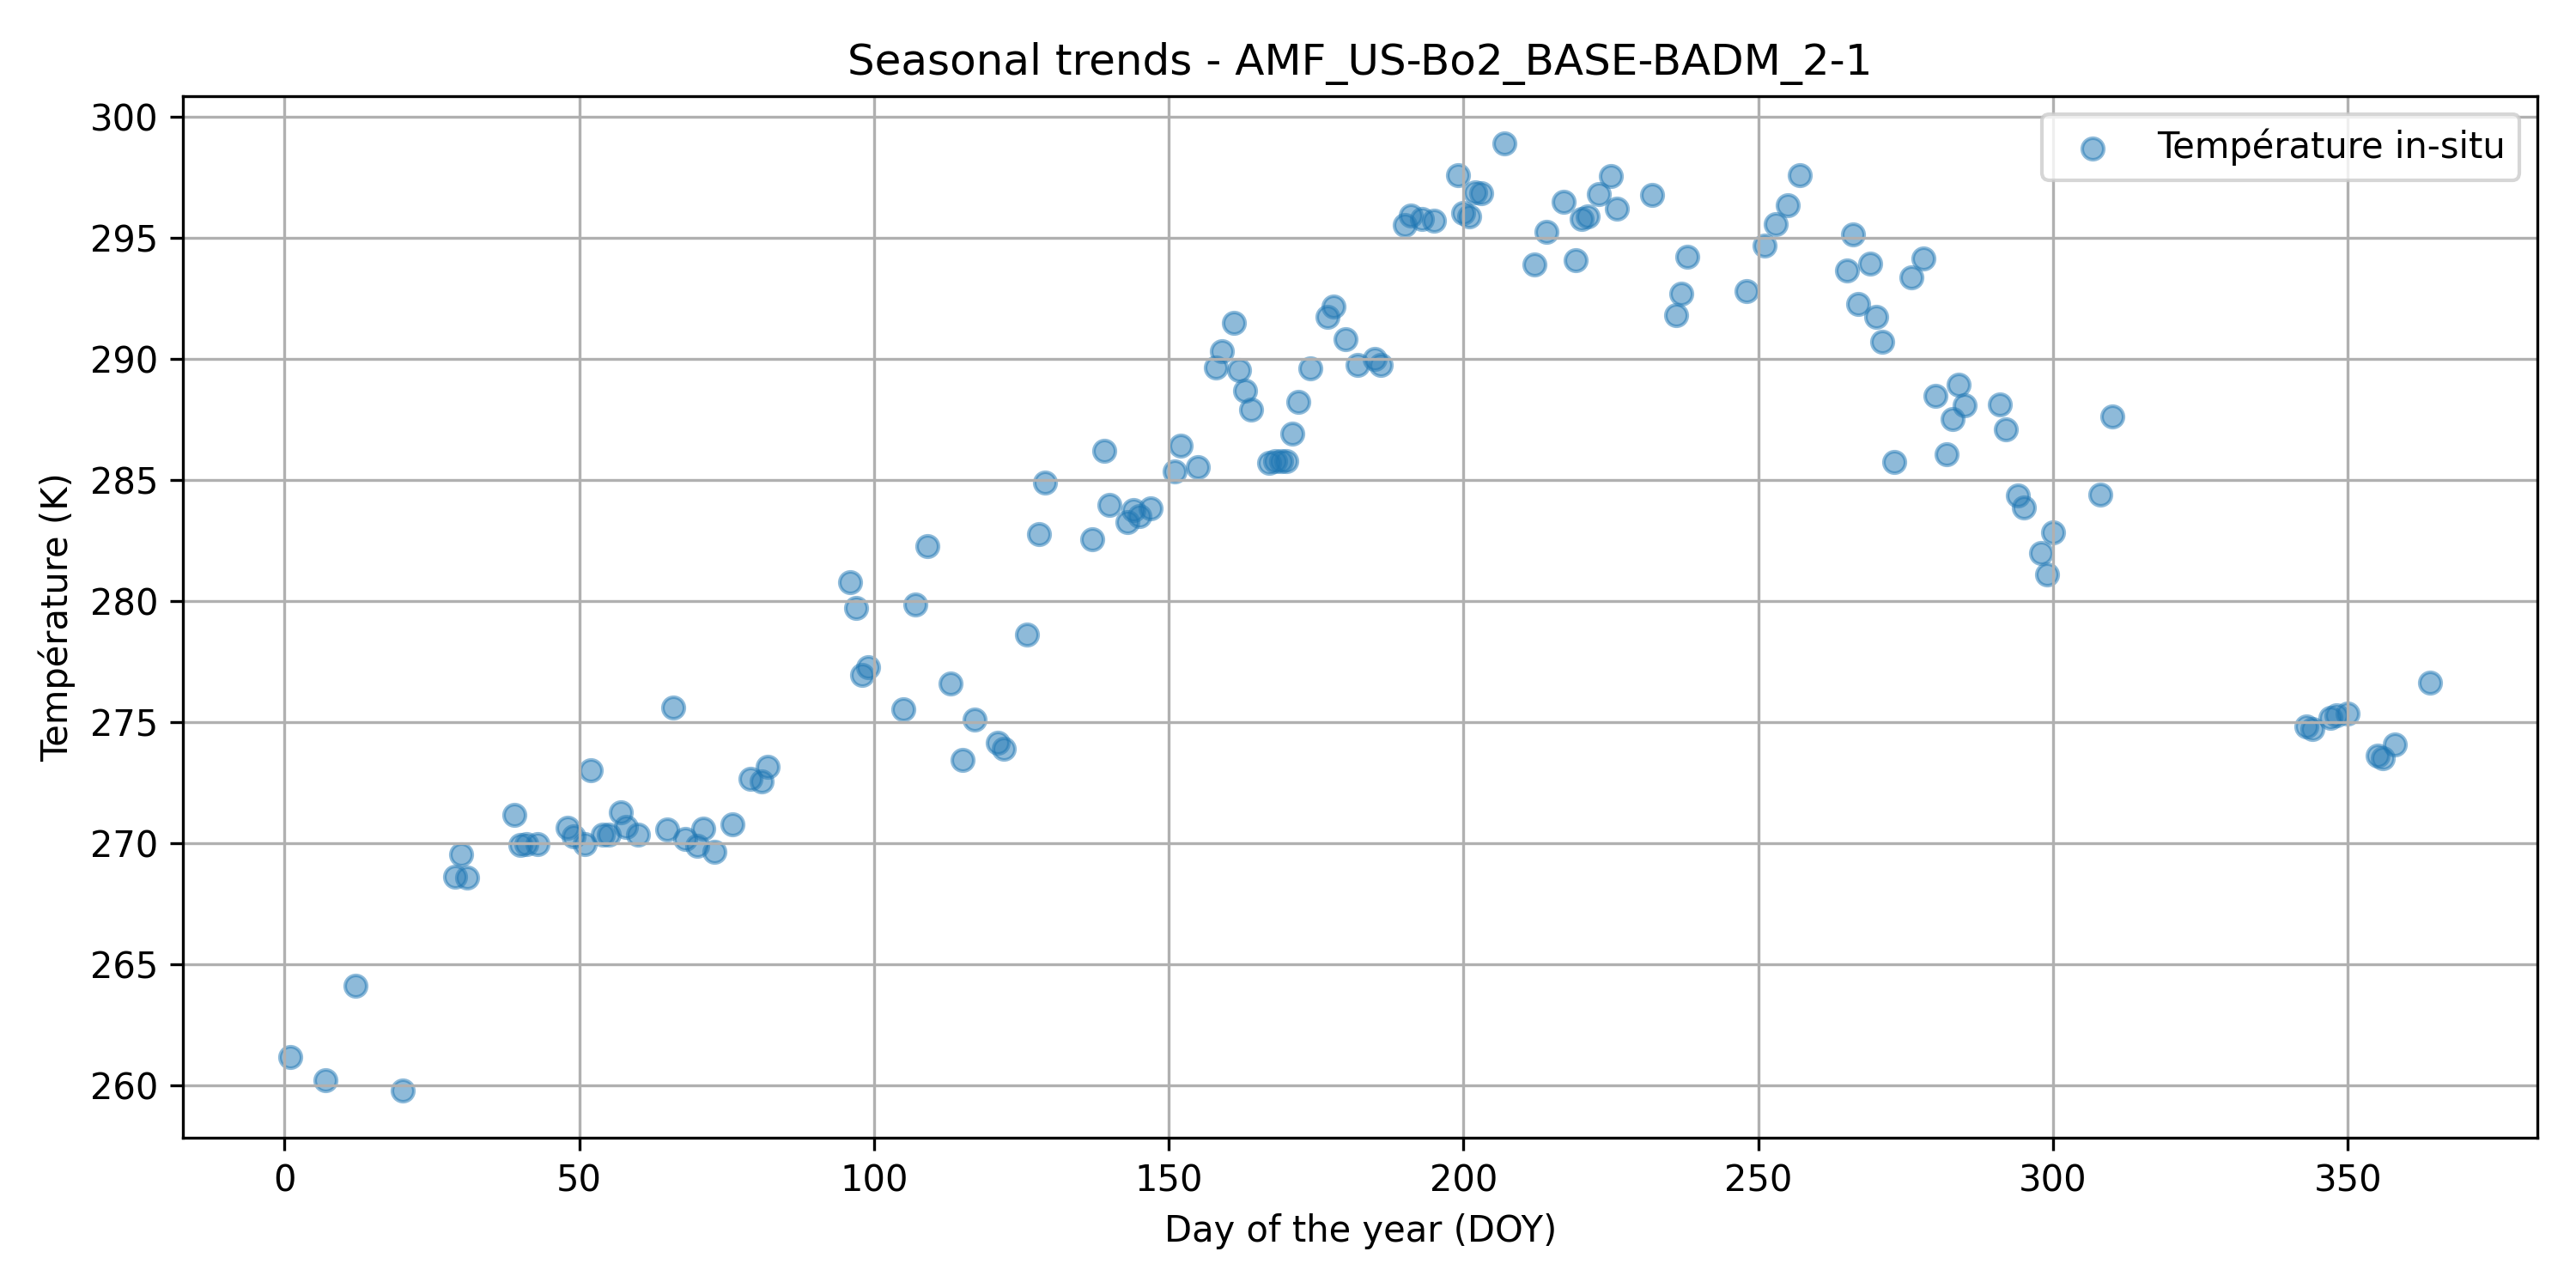 Seasonal trends - AMF_US-Bo2_BASE-BADM_2-1
Température in-situ
Température (K)
300
295
290
285
280
275
270
265
260
0 50 100 150 200 250 300 350
Day of the year (DOY)